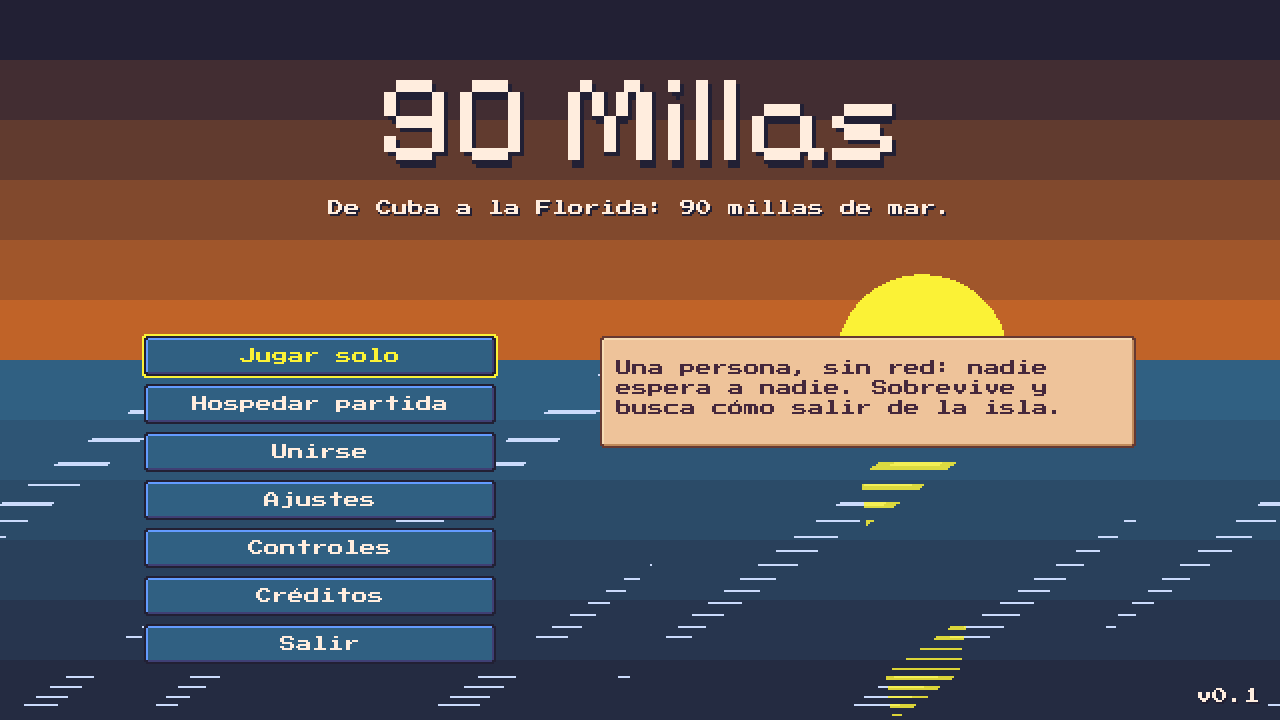 90 Millas
De Cuba a la Florida: 90 millas de mar.
Jugar solo
Hospedar partida
Unirse
Ajustes
Controles
Créditos
Salir
Una persona, sin red: nadie
espera a nadie. Sobrevive y
busca cómo salir de la isla.
v0.1